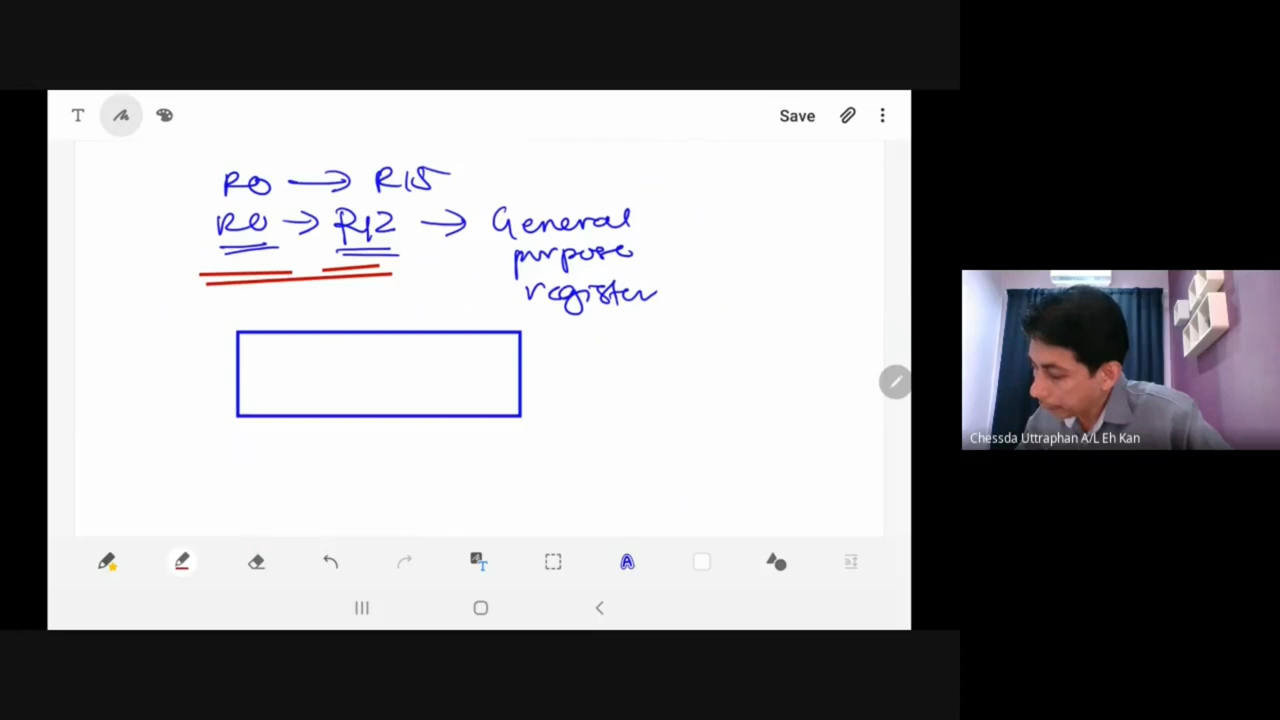 T
Save
R0 → R15
R0 → R12 → General
purpose
register
Chessda Uttraphan A/L Eh Kan
T
A